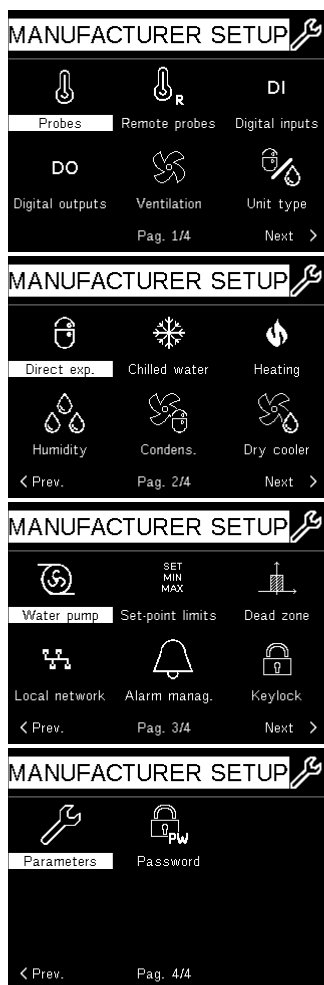 MANUFACTURER SETUP
R
DI
Probes Remote probes Digital inputs
DO
Digital outputs Ventilation Unit type
Pag. 1/4 Next >
MANUFACTURER SETUP
Direct exp. Chilled water Heating
Humidity Condens. Dry cooler
< Prev. Pag. 2/4 Next >
MANUFACTURER SETUP
SET
MIN
MAX
Water pump Set-point limits Dead zone
Local network Alarm manag. Keylock
< Prev. Pag. 3/4 Next >
MANUFACTURER SETUP
PW
Parameters Password
< Prev. Pag. 4/4